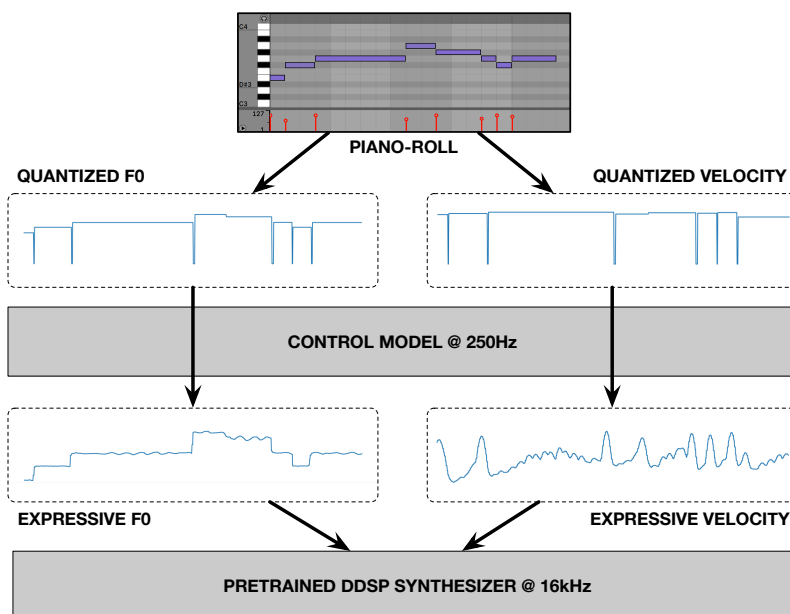 C4
D#3
C3
127
1
PIANO-ROLL
QUANTIZED F0
QUANTIZED VELOCITY
CONTROL MODEL @ 250Hz
EXPRESSIVE F0
EXPRESSIVE VELOCITY
PRETRAINED DDSP SYNTHESIZER @ 16kHz